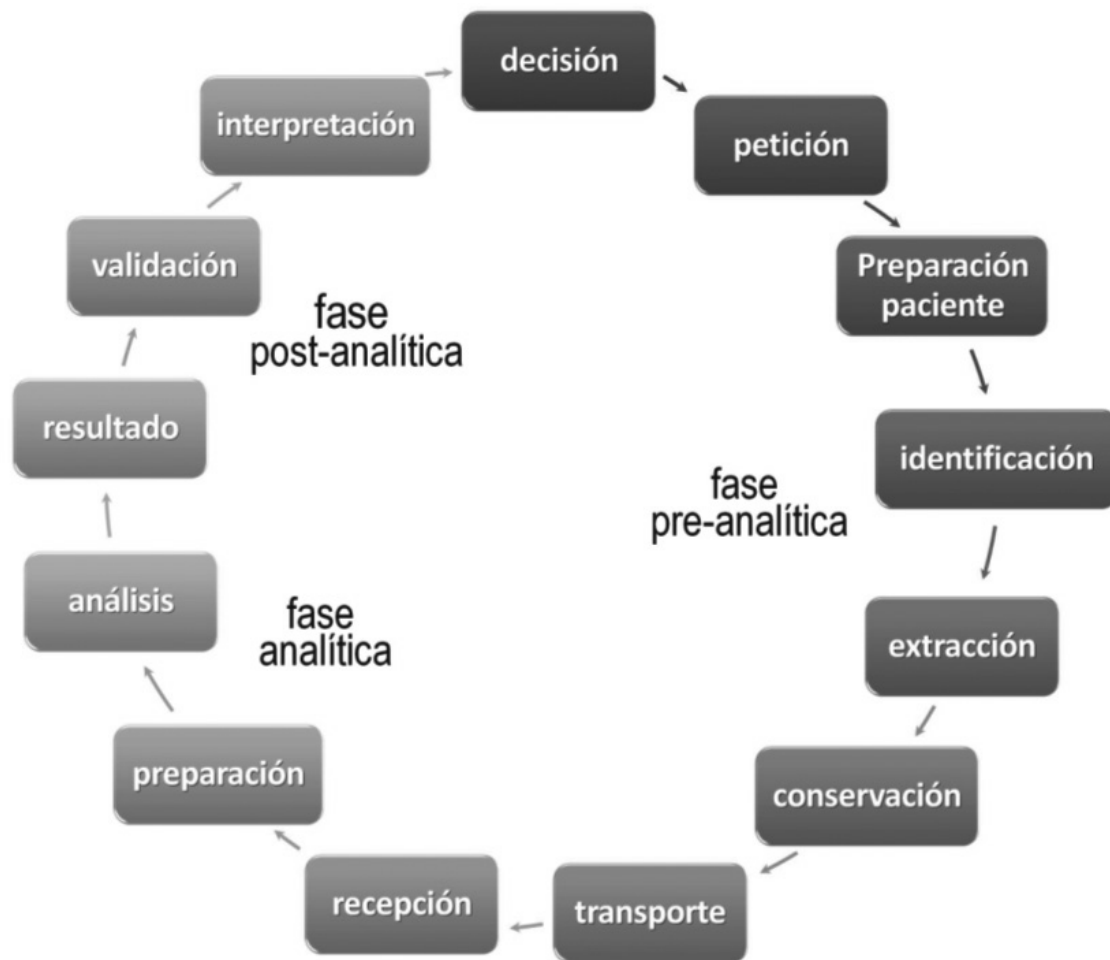 decisión
petición
Preparación
paciente
identificación
extracción
conservación
transporte
recepción
preparación
análisis
resultado
validación
interpretación
fase
post-analítica
fase
pre-analítica
fase
analítica